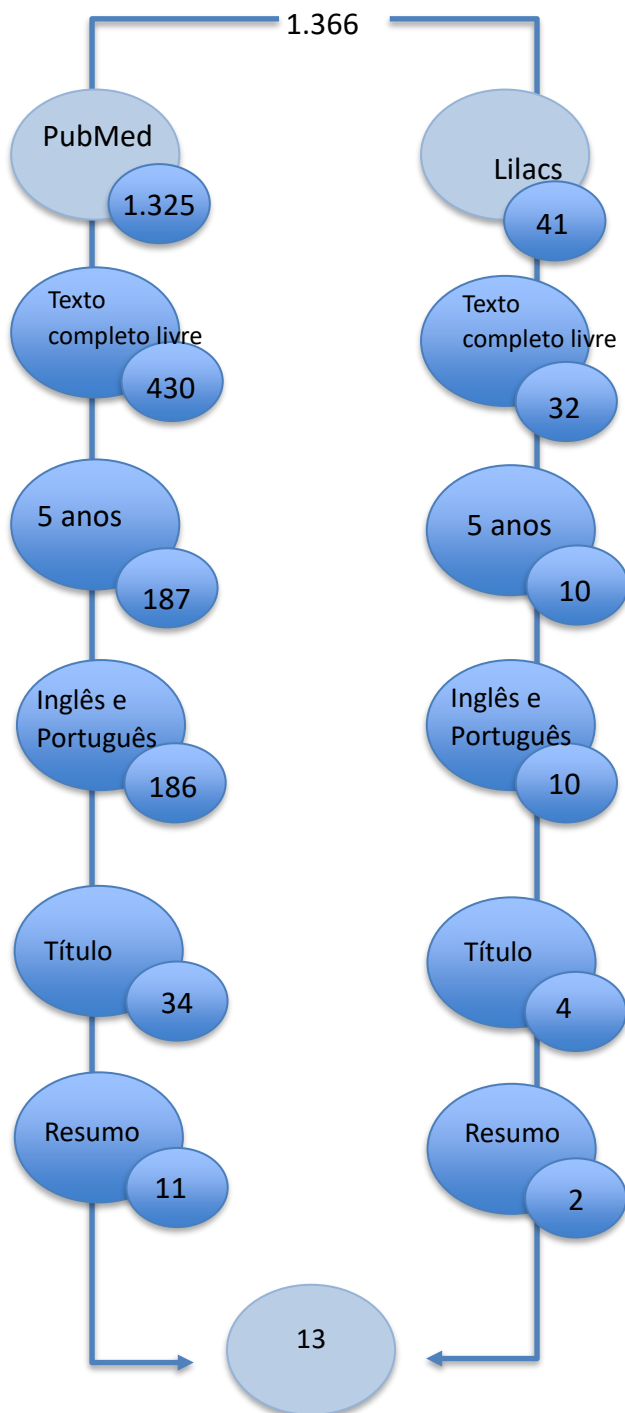 1.366
PubMed
1.325
Texto
completo livre
430
5 anos
187
Inglês e
Português
186
Título
34
Resumo
11
Lilacs
41
Texto
completo livre
32
5 anos
10
Inglês e
Português
10
Título
4
Resumo
2
13